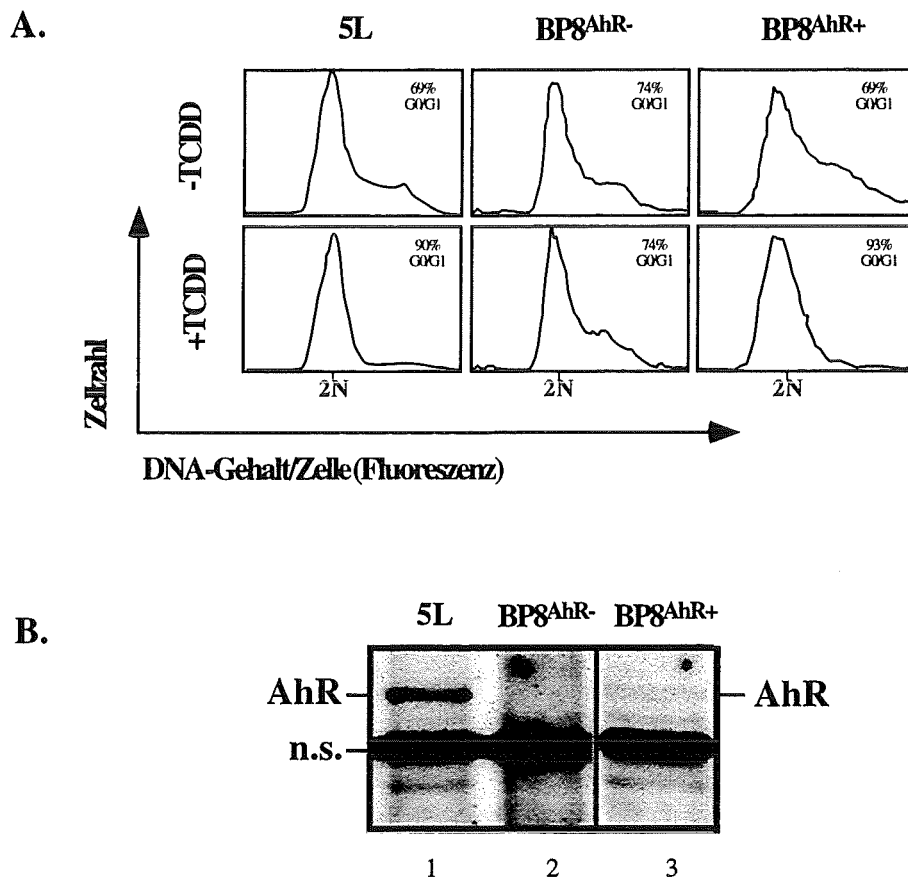 A.
5L BP8AhR- BP8AhR+
-TCDD
69% G0/G1
74% G0/G1
69% G0/G1
+TCDD
90% G0/G1
74% G0/G1
93% G0/G1
2N 2N 2N
Zellzahl
DNA-Gehalt/Zelle (Fluoreszenz)
B.
5L BP8AhR- BP8AhR+
AhR AhR
n.s.
1 2 3